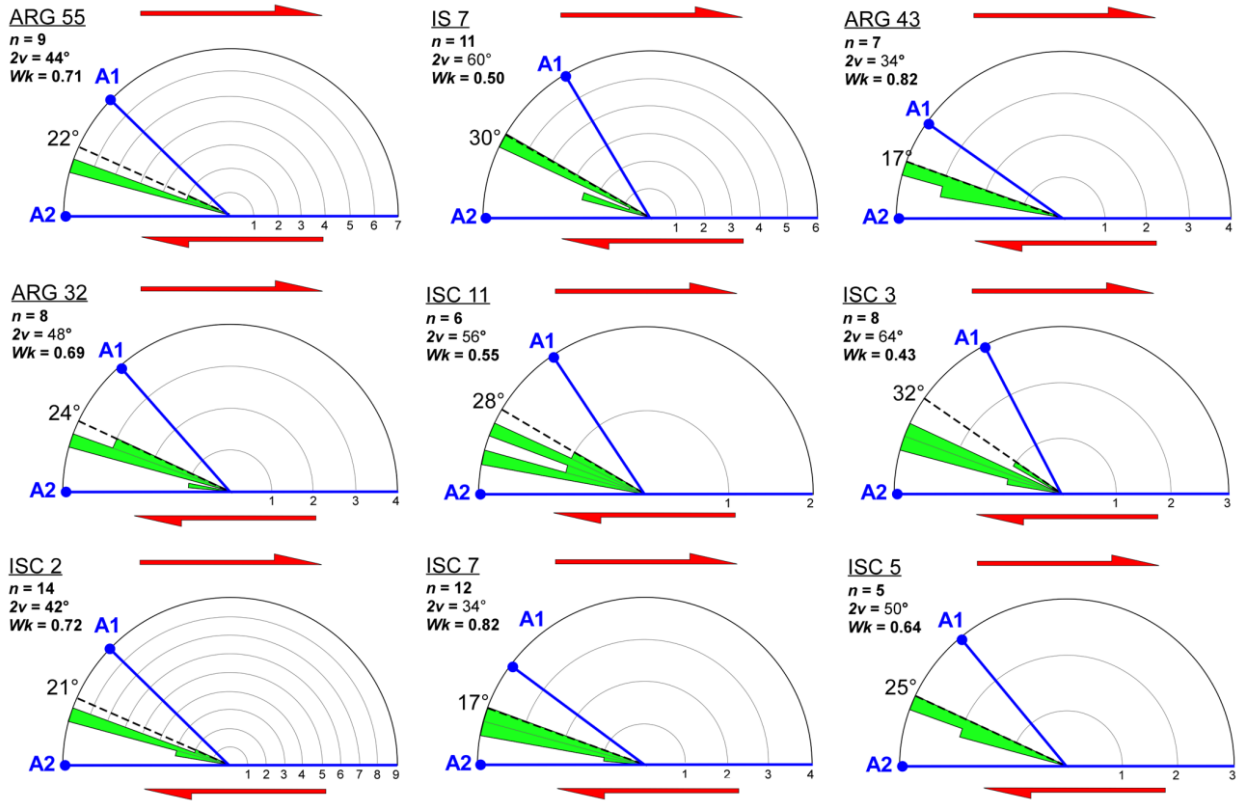 ARG 55
n = 9
2v = 44°
Wk = 0.71
A1
22°
A2
1 2 3 4 5 6 7
IS 7
n = 11
2v = 60°
Wk = 0.50
A1
30°
A2
1 2 3 4 5 6
ARG 43
n = 7
2v = 34°
Wk = 0.82
A1
17°
A2
1 2 3 4
ARG 32
n = 8
2v = 48°
Wk = 0.69
A1
24°
A2
1 2 3 4
ISC 11
n = 6
2v = 56°
Wk = 0.55
A1
28°
A2
1 2
ISC 3
n = 8
2v = 64°
Wk = 0.43
A1
32°
A2
1 2 3
ISC 2
n = 14
2v = 42°
Wk = 0.72
A1
21°
A2
1 2 3 4 5 6 7 8 9
ISC 7
n = 12
2v = 34°
Wk = 0.82
A1
17°
A2
1 2 3 4
ISC 5
n = 5
2v = 50°
Wk = 0.64
A1
25°
A2
1 2 3